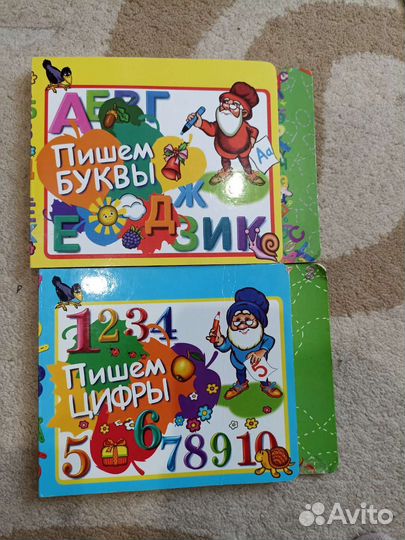 АБВГ
Пишем
БУКВЫ
Аа
Ж
Е ДЗИК
1234
Пишем
ЦИФРЫ
5
5 6 78910
Avito